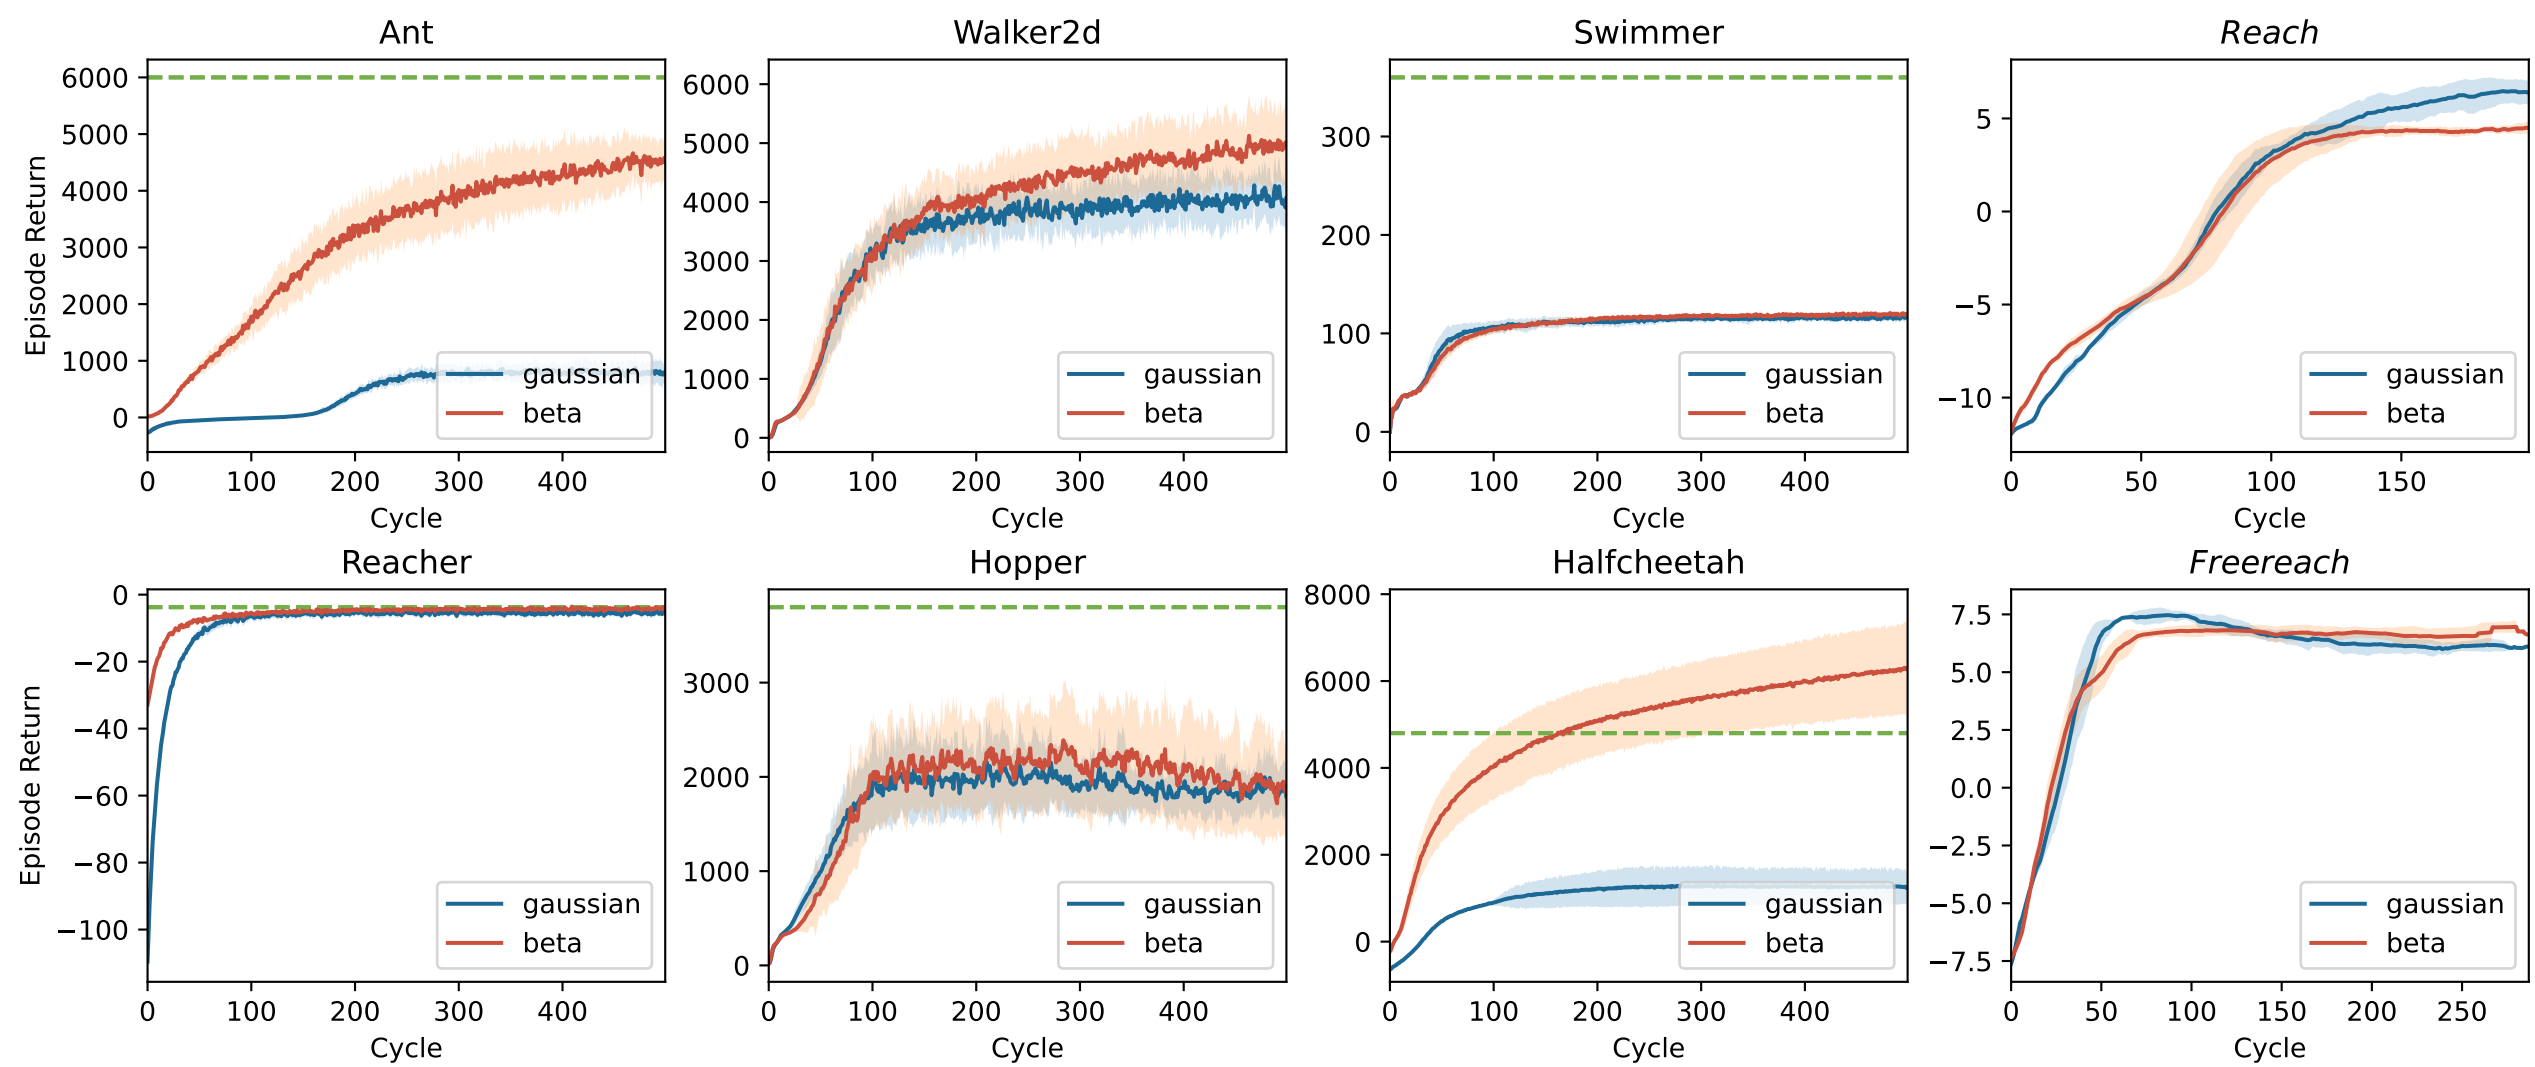 Ant
Episode Return
6000
5000
4000
3000
2000
1000
0
0 100 200 300 400
Cycle
gaussian
beta
Walker2d
6000
5000
4000
3000
2000
1000
0
0 100 200 300 400
Cycle
gaussian
beta
Swimmer
300
200
100
0
0 100 200 300 400
Cycle
gaussian
beta
Reach
5
0
−5
−10
0 50 100 150
Cycle
gaussian
beta
Reacher
Episode Return
0
−20
−40
−60
−80
−100
0 100 200 300 400
Cycle
gaussian
beta
Hopper
3000
2000
1000
0
0 100 200 300 400
Cycle
gaussian
beta
Halfcheetah
8000
6000
4000
2000
0
0 100 200 300 400
Cycle
gaussian
beta
Freereach
7.5
5.0
2.5
0.0
−2.5
−5.0
−7.5
0 50 100 150 200 250
Cycle
gaussian
beta